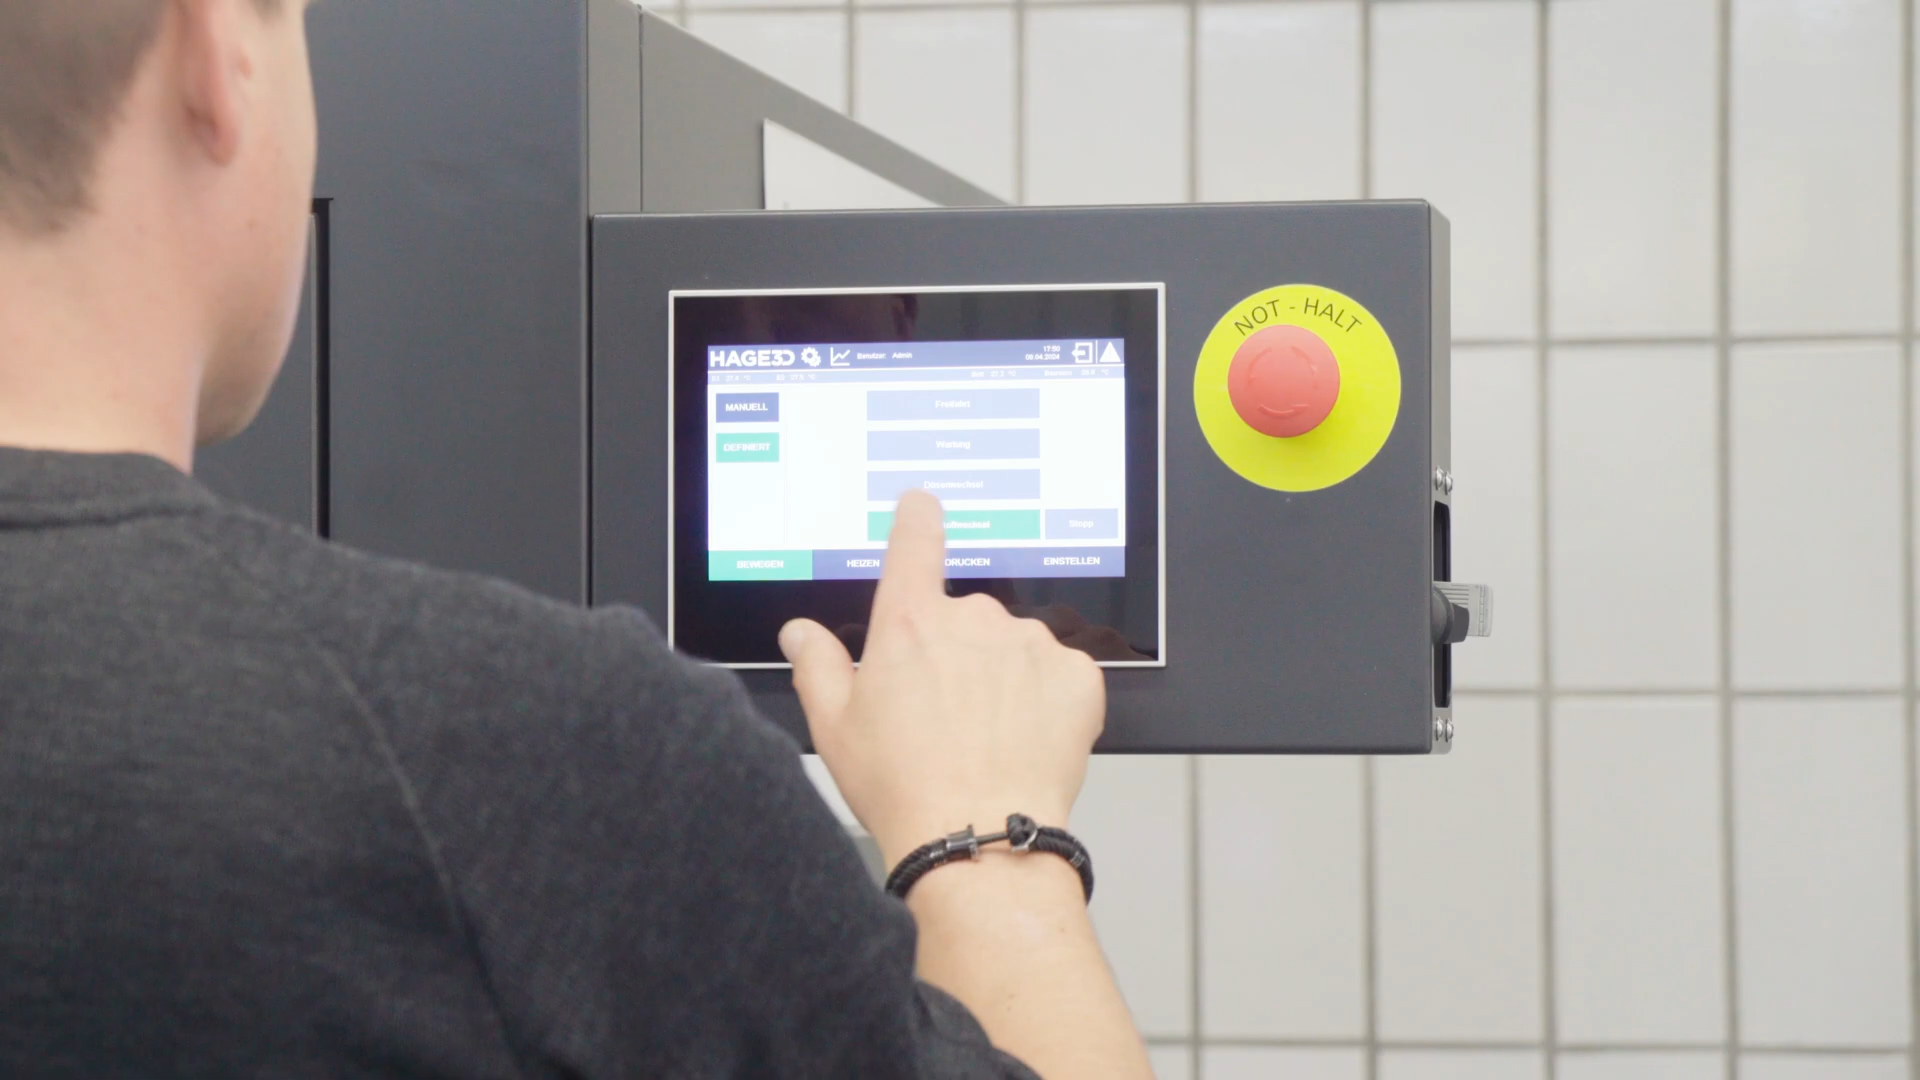 NOT - HALT
HAGE3D Benutzer: Admin 17:50
09.04.2024
MANUELL
DEFINIERT
Freifahrt
Wartung
Düsenwechsel
Stopp
BEWEGEN HEIZEN DRUCKEN EINSTELLEN